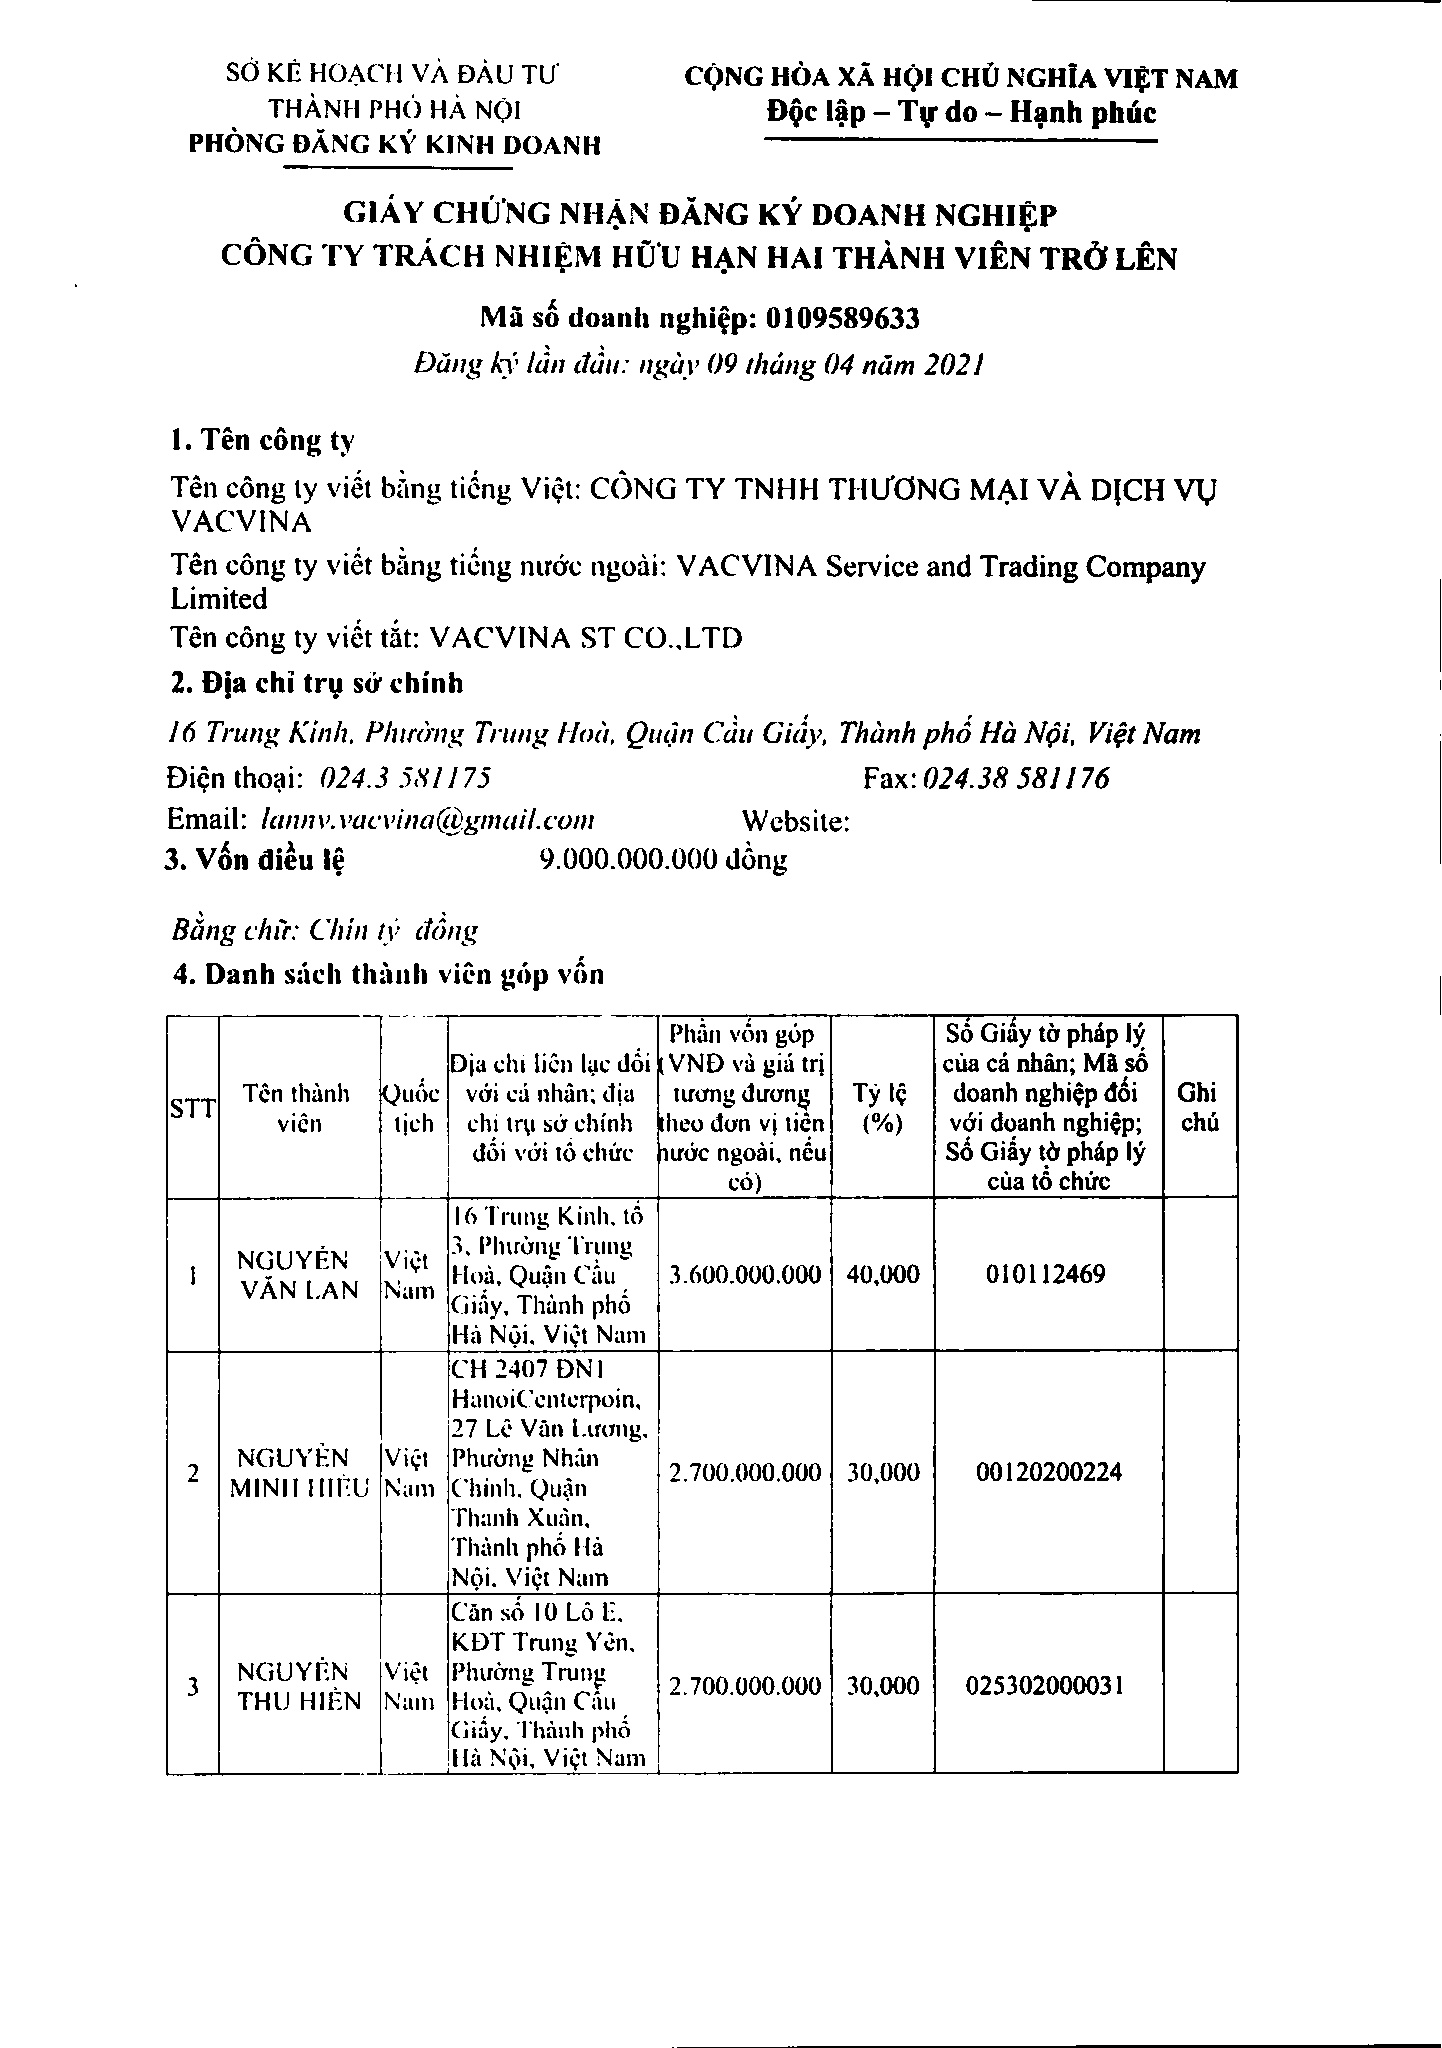 SỞ KẾ HOẠCH VÀ ĐẦU TƯ
THÀNH PHỐ HÀ NỘI
PHÒNG ĐĂNG KÝ KINH DOANH
CỘNG HÒA XÃ HỘI CHỦ NGHĨA VIỆT NAM
Độc lập – Tự do – Hạnh phúc
GIẤY CHỨNG NHẬN ĐĂNG KÝ DOANH NGHIỆP
CÔNG TY TRÁCH NHIỆM HỮU HẠN HAI THÀNH VIÊN TRỞ LÊN
Mã số doanh nghiệp: 0109589633
Đăng ký lần đầu: ngày 09 tháng 04 năm 2021
1. Tên công ty
Tên công ty viết bằng tiếng Việt: CÔNG TY TNHH THƯƠNG MẠI VÀ DỊCH VỤ
VACVINA
Tên công ty viết bằng tiếng nước ngoài: VACVINA Service and Trading Company
Limited
Tên công ty viết tắt: VACVINA ST CO.,LTD
2. Địa chỉ trụ sở chính
16 Trung Kính, Phường Trung Hoà, Quận Cầu Giấy, Thành phố Hà Nội, Việt Nam
Điện thoại: 024.3 581175 Fax: 024.38 581176
Email: lannv.vacvina@gmail.com Website:
3. Vốn điều lệ 9.000.000.000 đồng
Bằng chữ: Chín tỷ đồng
4. Danh sách thành viên góp vốn
STT
Tên thành
viên
Quốc
tịch
Địa chỉ liên lạc đối
với cá nhân; địa
chỉ trụ sở chính
đối với tổ chức
Phần vốn góp
(VNĐ và giá trị
tương đương
theo đơn vị tiền
nước ngoài, nếu
có)
Tỷ lệ
(%)
Số Giấy tờ pháp lý
của cá nhân; Mã số
doanh nghiệp đối
với doanh nghiệp;
Số Giấy tờ pháp lý
của tổ chức
Ghi
chú
1
NGUYỄN
VĂN LAN
Việt
Nam
16 Trung Kính, tổ
3, Phường Trung
Hoà, Quận Cầu
Giấy, Thành phố
Hà Nội, Việt Nam
3.600.000.000
40,000
010112469
2
NGUYỄN
MINH HIẾU
Việt
Nam
CH 2407 ĐN1
HanoiCenterpoin,
27 Lê Văn Lương,
Phường Nhân
Chính, Quận
Thanh Xuân,
Thành phố Hà
Nội, Việt Nam
2.700.000.000
30,000
00120200224
3
NGUYỄN
THU HIỀN
Việt
Nam
Căn số 10 Lô E,
KĐT Trung Yên,
Phường Trung
Hoà, Quận Cầu
Giấy, Thành phố
Hà Nội, Việt Nam
2.700.000.000
30,000
025302000031